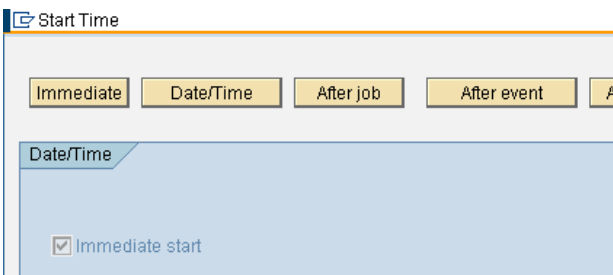 Start Time
Immediate Date/Time After job After event A
Date/Time
Immediate start